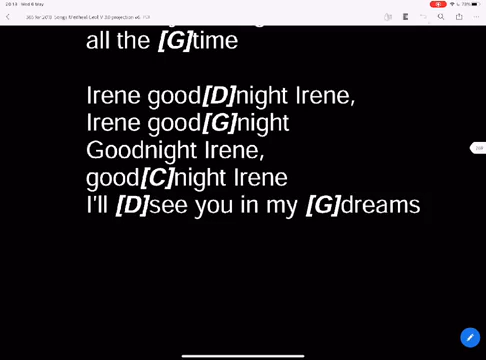 all the [G]time
Irene good[D]night Irene,
Irene good[G]night
Goodnight Irene,
good[C]night Irene
I'll [D]see you in my [G]dreams